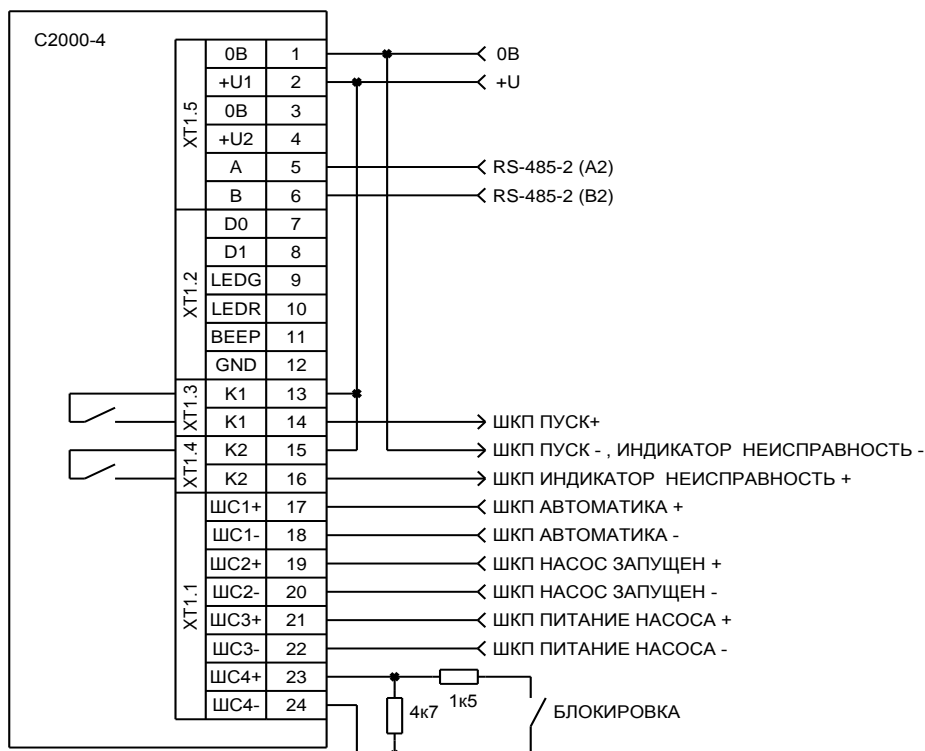 С2000-4
XT1.5
0В 1
0В
+U1 2
+U
0В 3
+U2 4
A 5
RS-485-2 (A2)
B 6
RS-485-2 (B2)
XT1.2
D0 7
D1 8
LEDG 9
LEDR 10
BEEP 11
GND 12
XT1.3
K1 13
K1 14
ШКП ПУСК+
XT1.4
K2 15
ШКП ПУСК - , ИНДИКАТОР НЕИСПРАВНОСТЬ -
K2 16
ШКП ИНДИКАТОР НЕИСПРАВНОСТЬ +
XT1.1
ШС1+ 17
ШКП АВТОМАТИКА +
ШС1- 18
ШКП АВТОМАТИКА -
ШС2+ 19
ШКП НАСОС ЗАПУЩЕН +
ШС2- 20
ШКП НАСОС ЗАПУЩЕН -
ШС3+ 21
ШКП ПИТАНИЕ НАСОСА +
ШС3- 22
ШКП ПИТАНИЕ НАСОСА -
ШС4+ 23
1к5
ШС4- 24
4к7
БЛОКИРОВКА